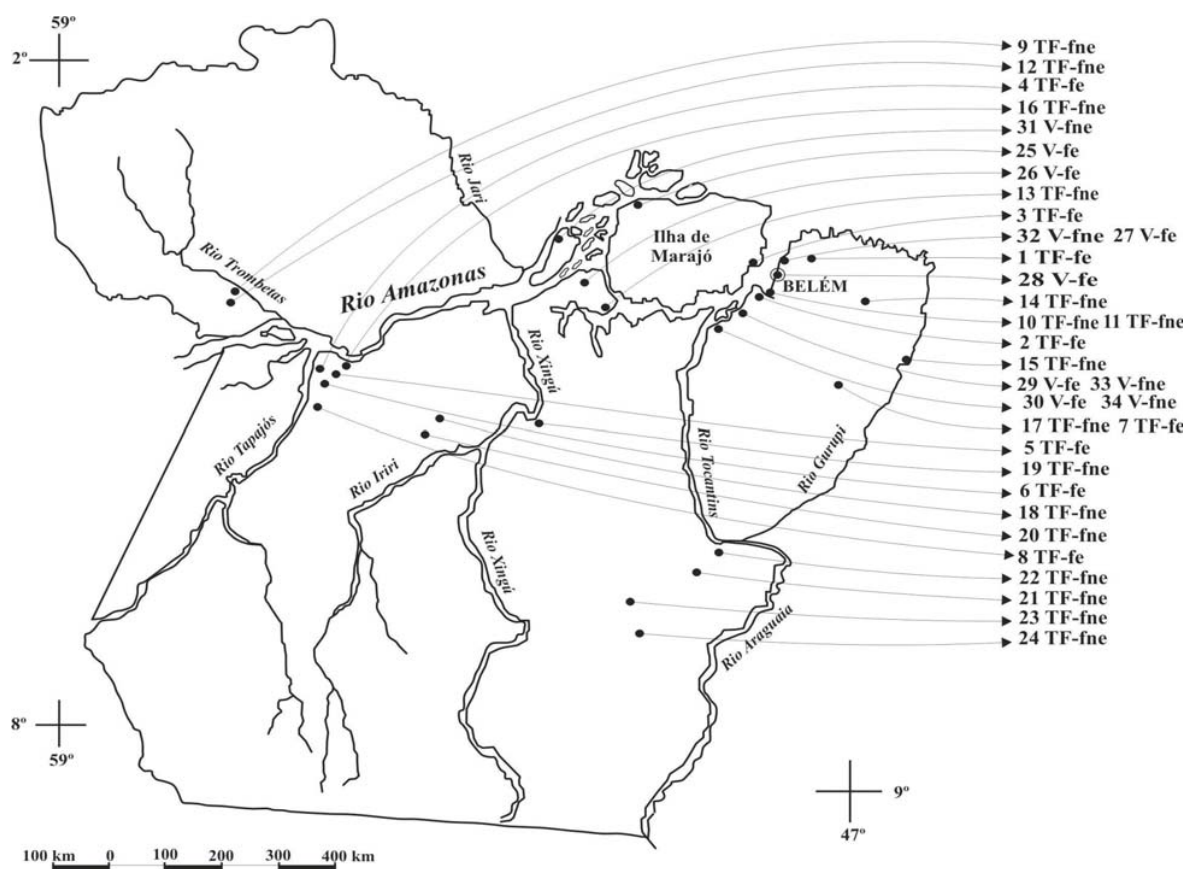 59º
2º
9 TF-fne
12 TF-fne
4 TF-fe
16 TF-fne
31 V-fne
25 V-fe
26 V-fe
13 TF-fne
3 TF-fe
32 V-fne 27 V-fe
1 TF-fe
28 V-fe
14 TF-fne
10 TF-fne 11 TF-fne
2 TF-fe
15 TF-fne
29 V-fe 33 V-fne
30 V-fe 34 V-fne
17 TF-fne 7 TF-fe
5 TF-fe
19 TF-fne
6 TF-fe
18 TF-fne
20 TF-fne
8 TF-fe
22 TF-fne
21 TF-fne
23 TF-fne
24 TF-fne
Rio Jari
Ilha de
Marajó
Rio Trombetas
Rio Amazonas
BELÉM
Rio Xingú
Rio Tapajós
Rio Iriri
Rio Tocantins
Rio Gurupi
Rio Xingú
Rio Araguaia
8º
59º
9º
47º
100 km 0 100 200 300 400 km